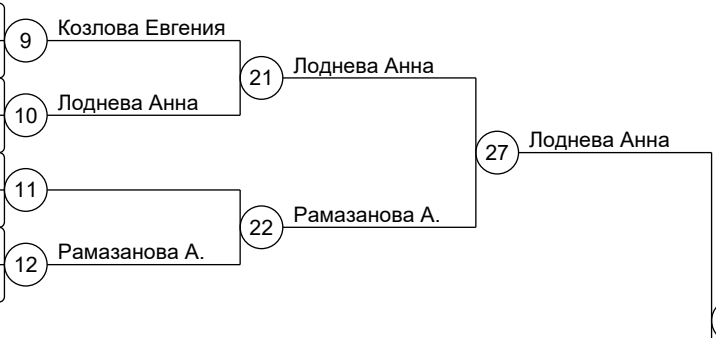 9 Козлова Евгения
21 Лоднева Анна
10 Лоднева Анна
27 Лоднева Анна
11
22 Рамазанова А.
12 Рамазанова А.